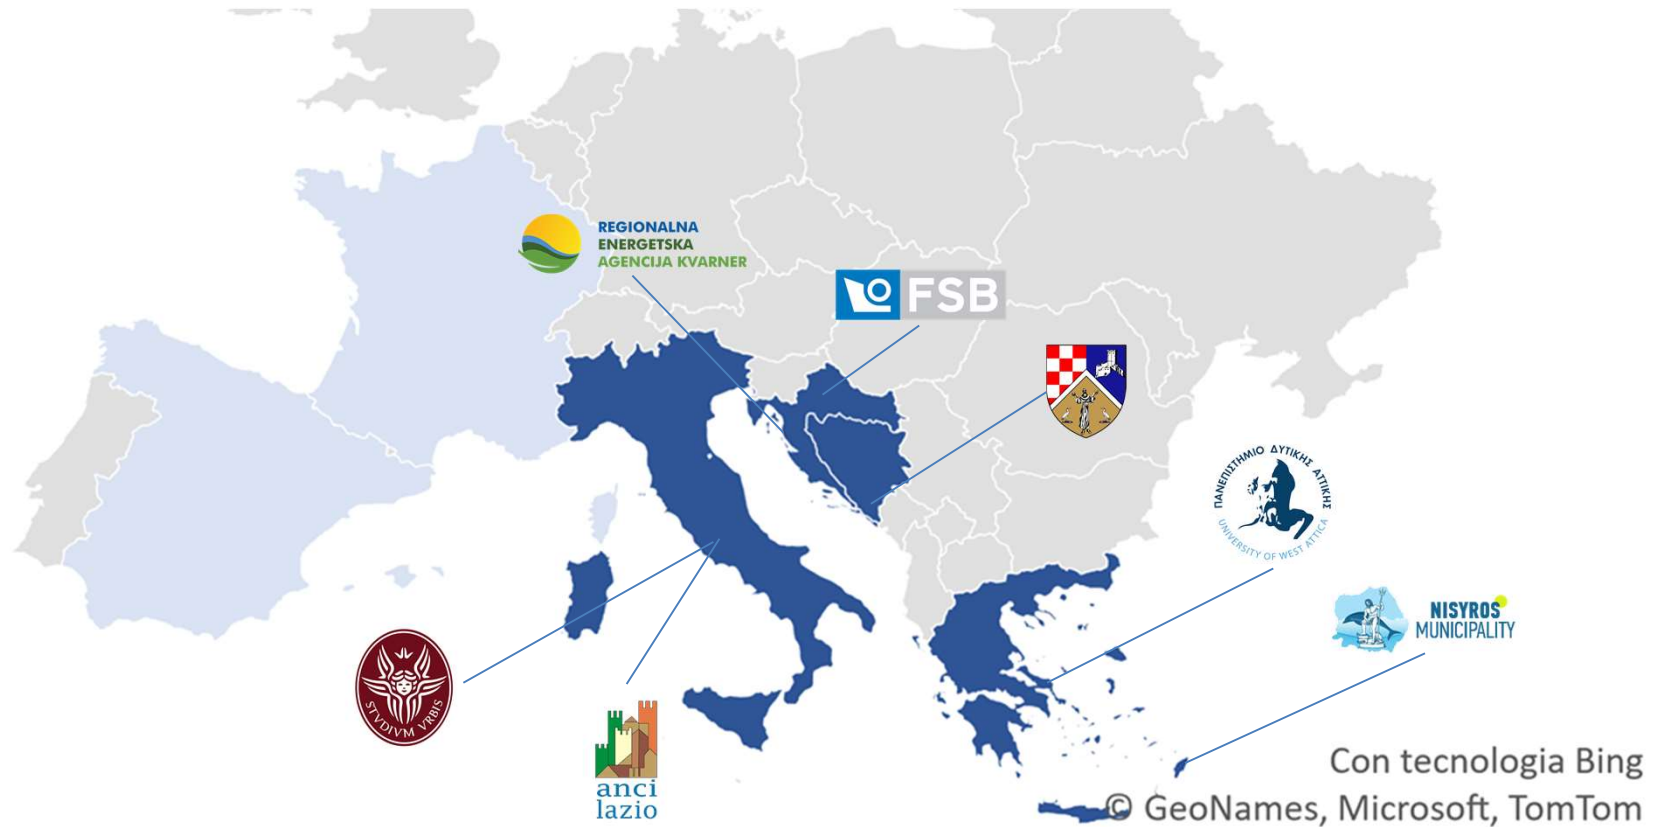 REGIONALNA
ENERGETSKA
AGENCIJA KVARNER
FSB
ΠΑΝΕΠΙΣΤΗΜΙΟ ΔΥΤΙΚΗΣ ΑΤΤΙΚΗΣ
UNIVERSITY OF WEST ATTICA
NISYROS
MUNICIPALITY
STVDIVM VRBIS
anci
lazio
Con tecnologia Bing
© GeoNames, Microsoft, TomTom